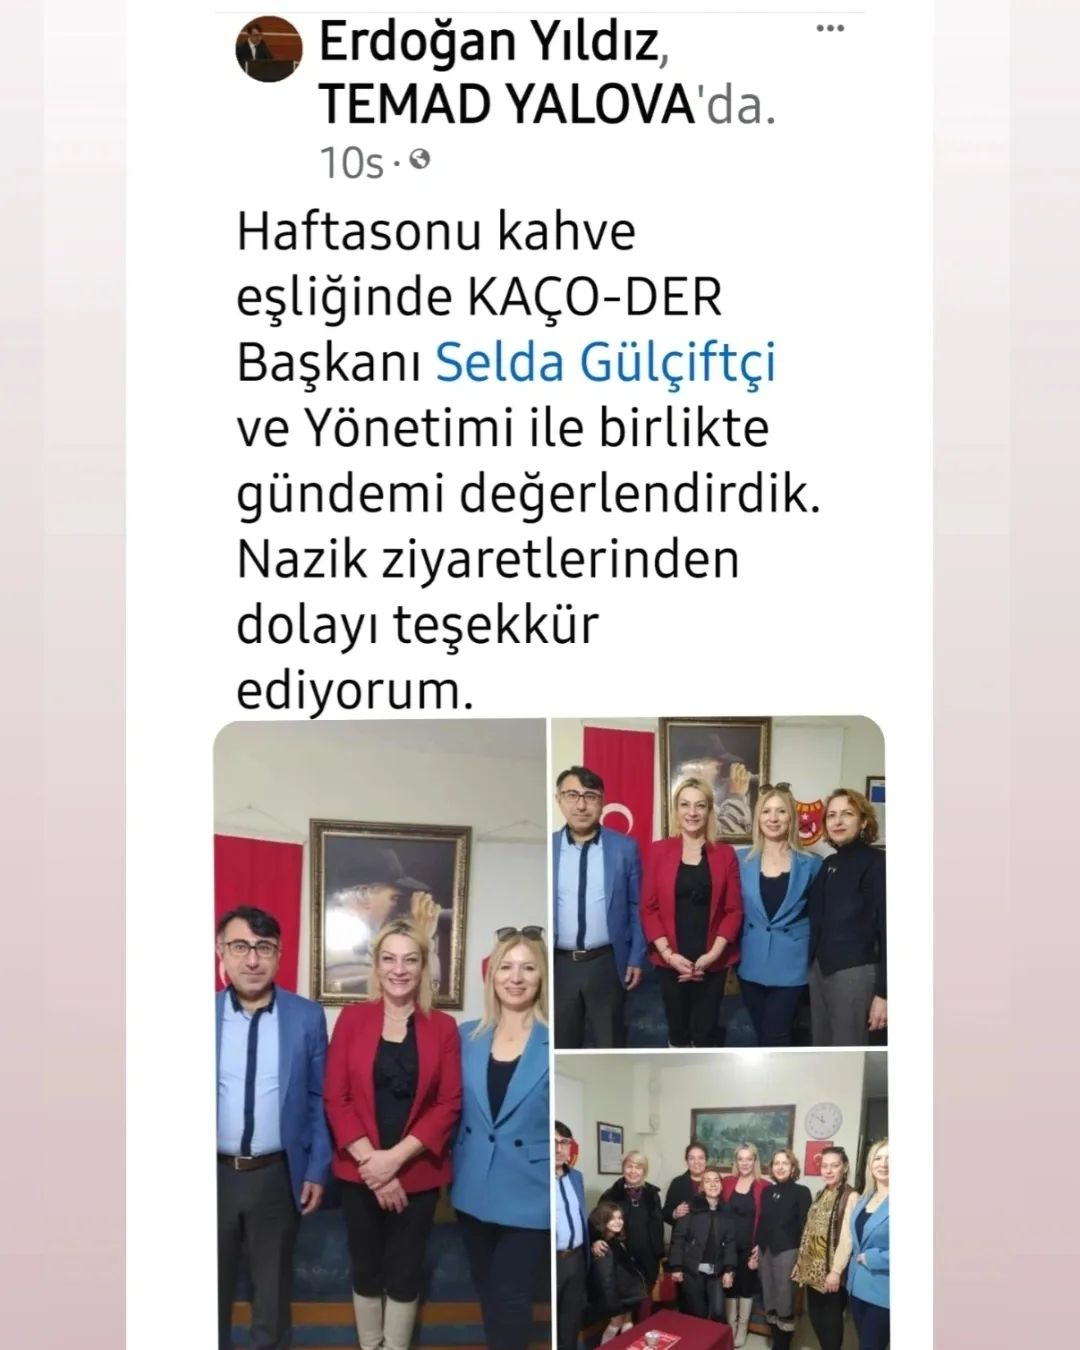 Erdoğan Yıldız,
TEMAD YALOVA'da.
10s ·
Haftasonu kahve
eşliğinde KAÇO-DER
Başkanı Selda Gülçiftçi
ve Yönetimi ile birlikte
gündemi değerlendirdik.
Nazik ziyaretlerinden
dolayı teşekkür
ediyorum.